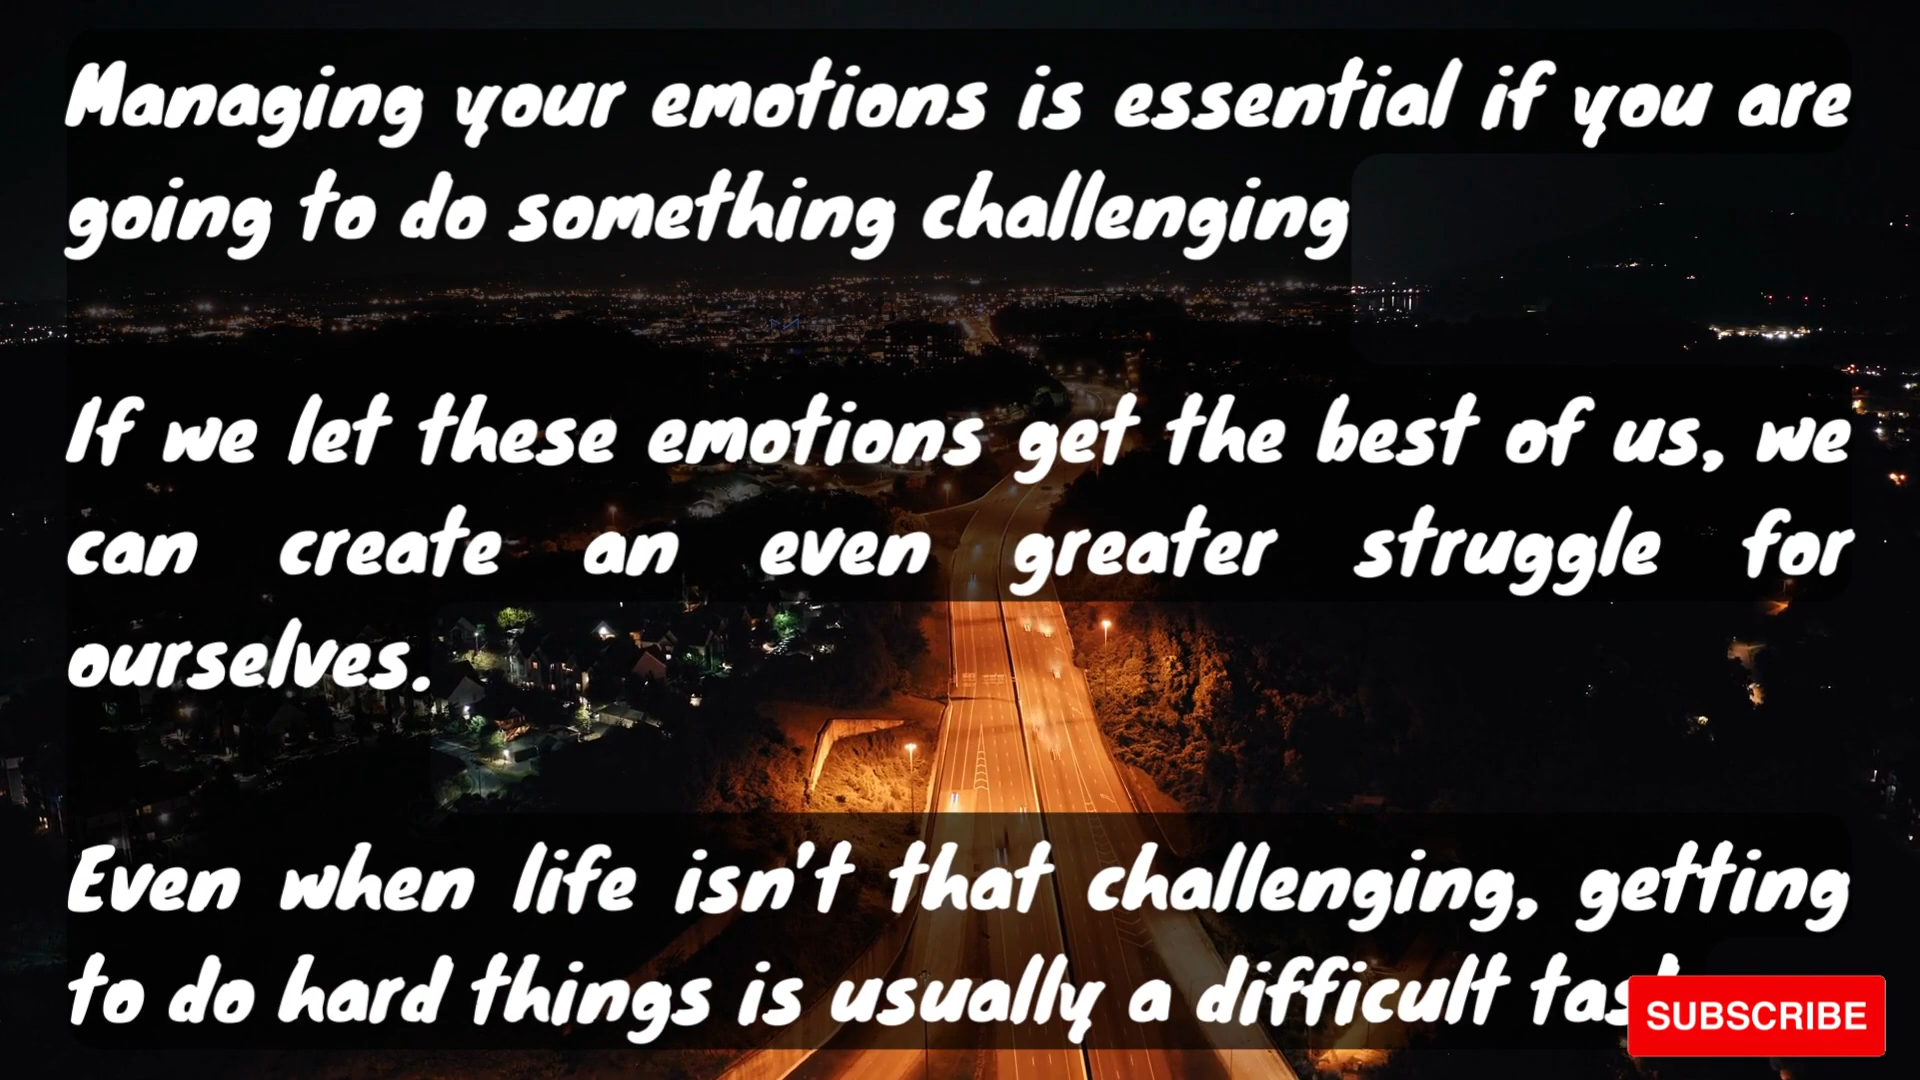 Managing your emotions is essential if you are
going to do something challenging
If we let these emotions get the best of us, we
can create an even greater struggle for
ourselves.
Even when life isn't that challenging, getting
to do hard things is usually a difficult
SUBSCRIBE